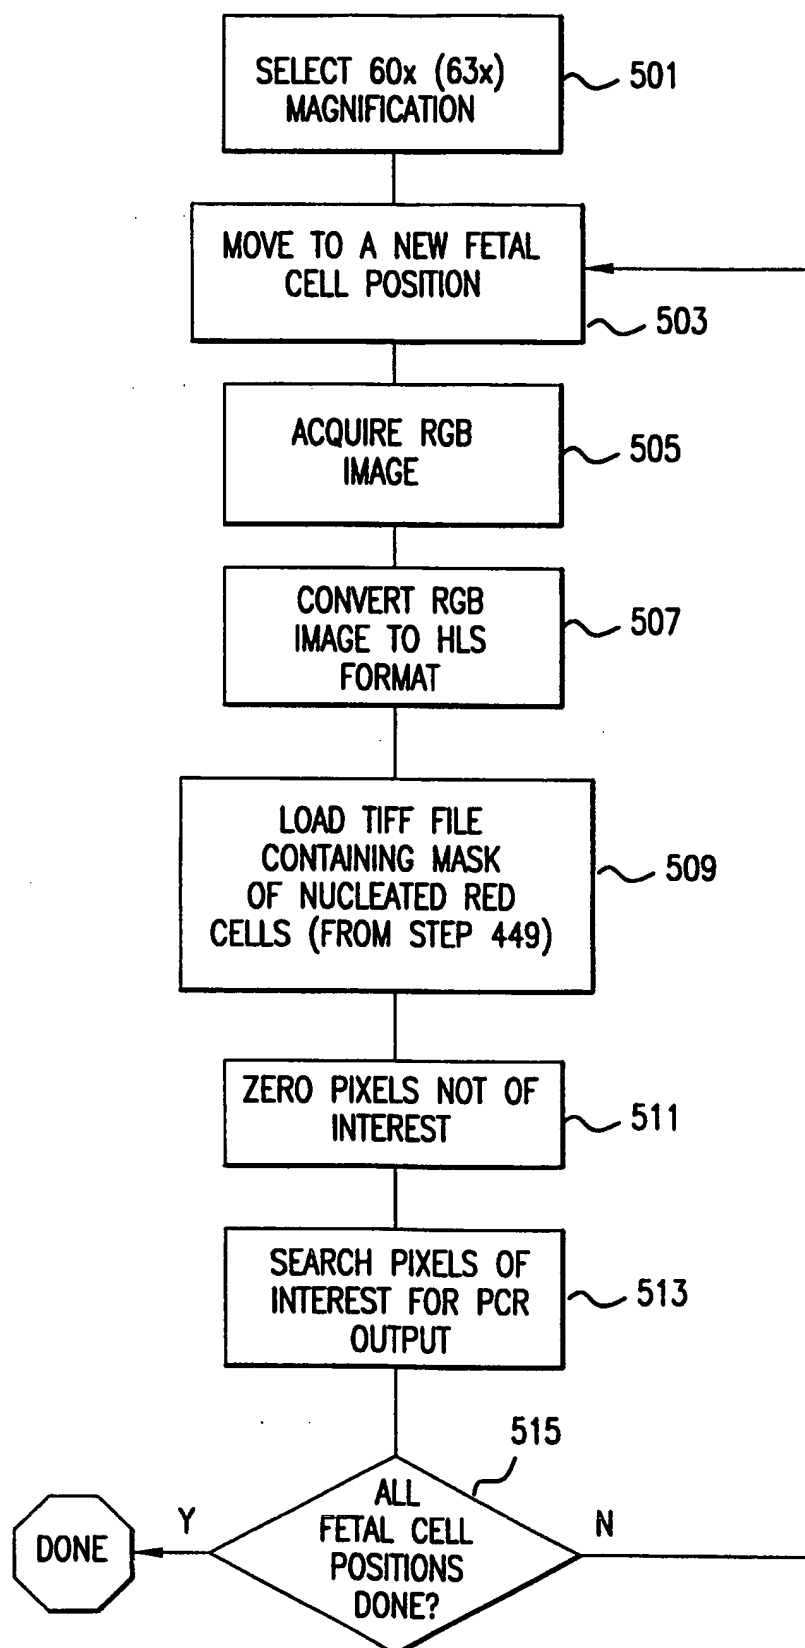 SELECT 60x (63x)
MAGNIFICATION
501
MOVE TO A NEW FETAL
CELL POSITION
503
ACQUIRE RGB
IMAGE
505
CONVERT RGB
IMAGE TO HLS
FORMAT
507
LOAD TIFF FILE
CONTAINING MASK
OF NUCLEATED RED
CELLS (FROM STEP 449)
509
ZERO PIXELS NOT OF
INTEREST
511
SEARCH PIXELS OF
INTEREST FOR PCR
OUTPUT
513
515
ALL
FETAL CELL
POSITIONS
DONE?
Y
N
DONE